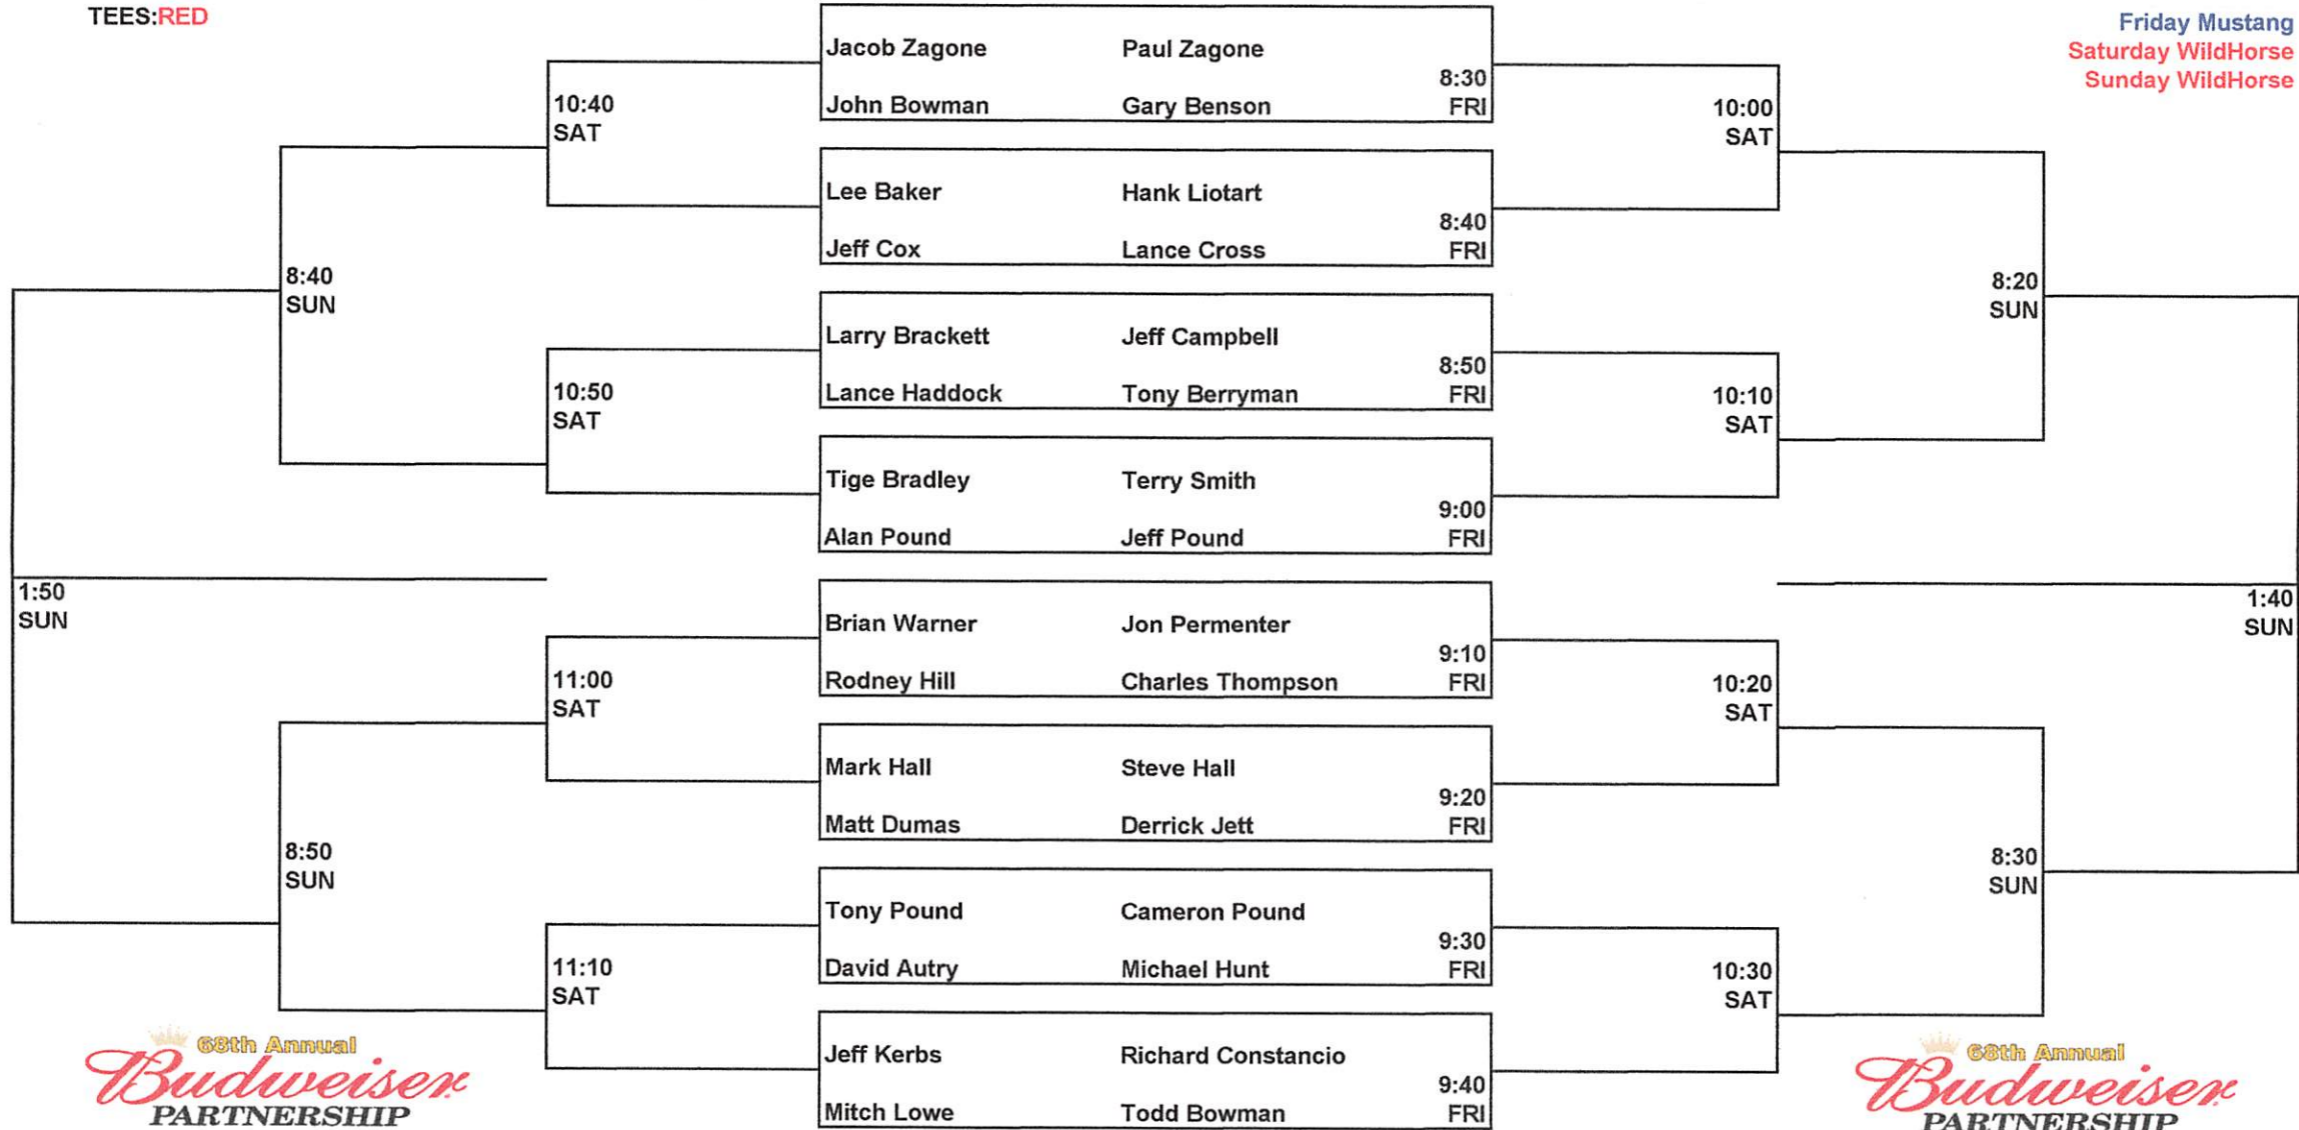 TEES:RED
Friday Mustang
Saturday WildHorse
Sunday WildHorse
Jacob Zagone Paul Zagone
8:30
John Bowman Gary Benson FRI
10:40
SAT
10:00
SAT
Lee Baker Hank Liotart
8:40
Jeff Cox Lance Cross FRI
8:40
SUN
8:20
SUN
Larry Brackett Jeff Campbell
8:50
Lance Haddock Tony Berryman FRI
10:50
SAT
10:10
SAT
Tige Bradley Terry Smith
9:00
Alan Pound Jeff Pound FRI
1:50
SUN
1:40
SUN
Brian Warner Jon Permenter
9:10
Rodney Hill Charles Thompson FRI
11:00
SAT
10:20
SAT
Mark Hall Steve Hall
9:20
Matt Dumas Derrick Jett FRI
8:50
SUN
8:30
SUN
Tony Pound Cameron Pound
9:30
David Autry Michael Hunt FRI
11:10
SAT
10:30
SAT
Jeff Kerbs Richard Constancio
9:40
Mitch Lowe Todd Bowman FRI
68th Annual
Budweiser
PARTNERSHIP
68th Annual
Budweiser
PARTNERSHIP